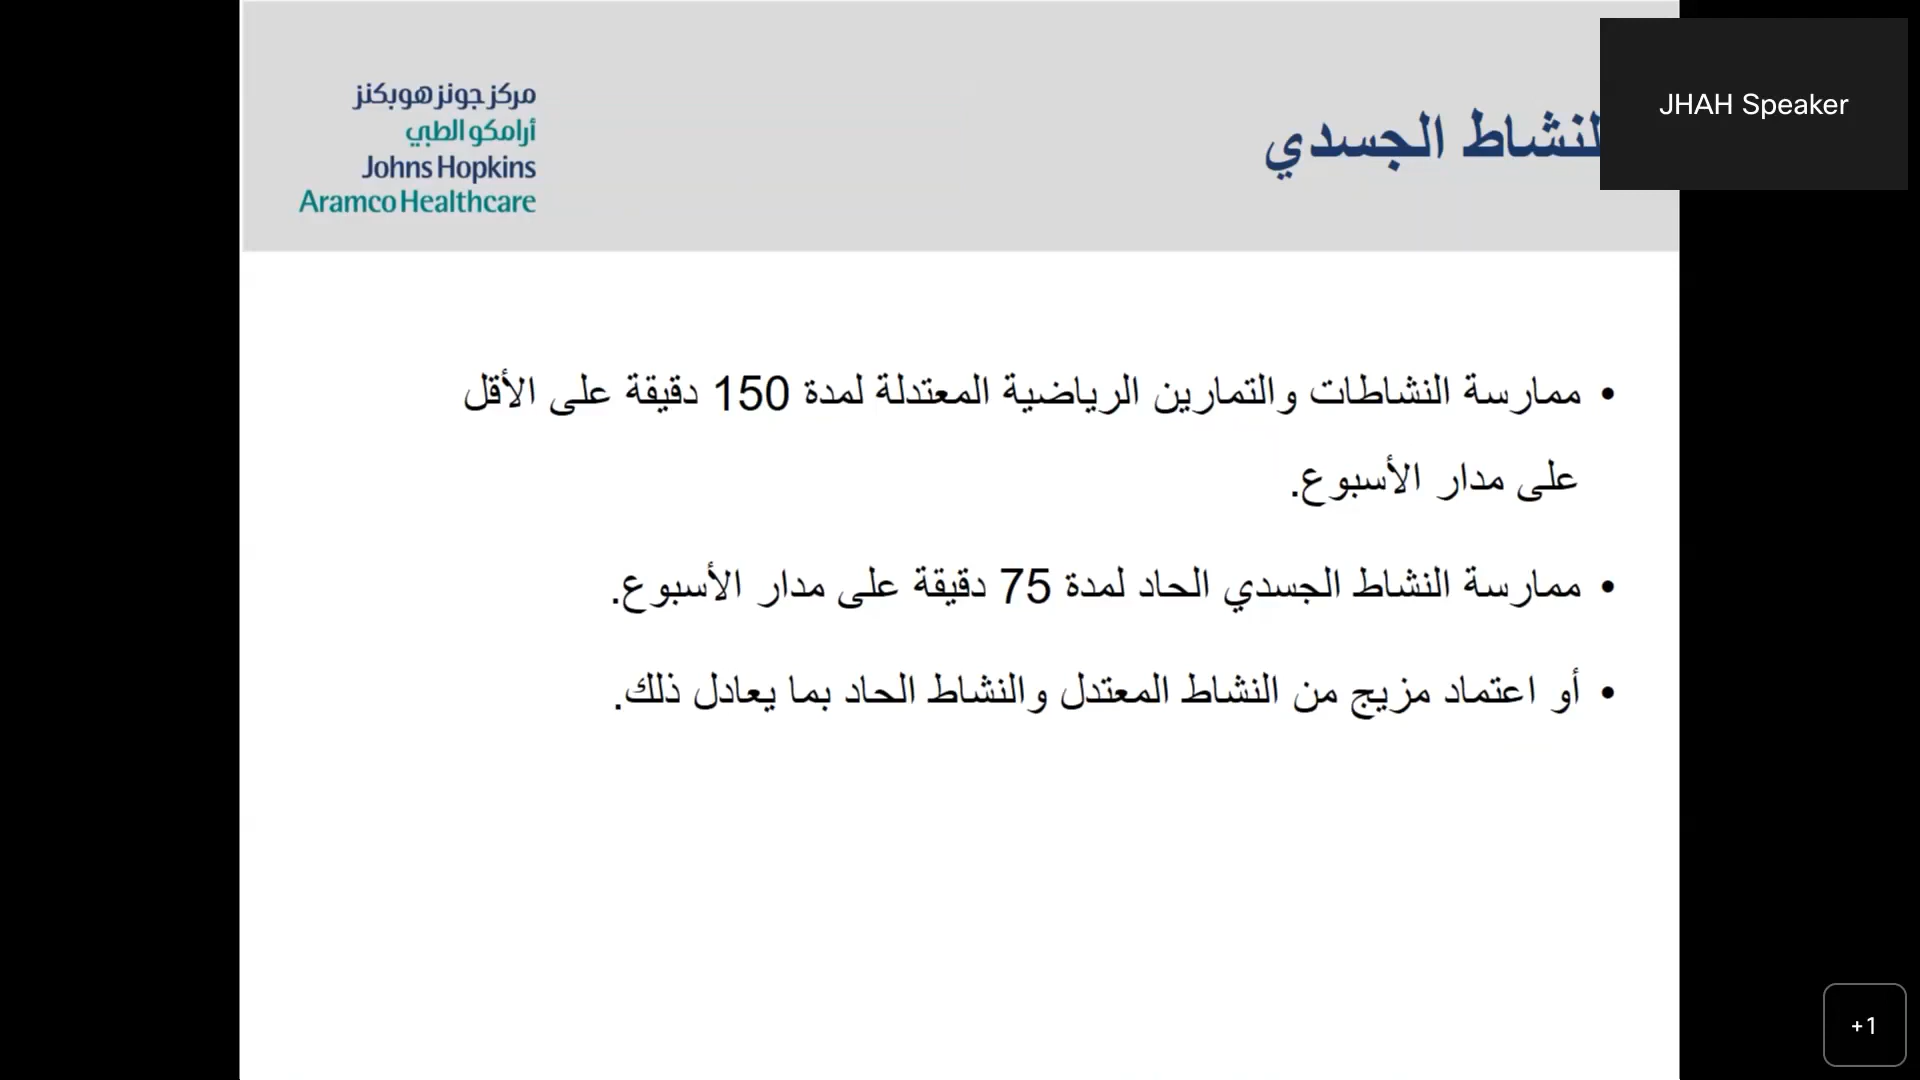 مركز جونز هوبكنز
أرامكو الطبي
Johns Hopkins
Aramco Healthcare
لنشاط الجسدي
JHAH Speaker
• ممارسة النشاطات والتمارين الرياضية المعتدلة لمدة 150 دقيقة على الأقل
على مدار الأسبوع.
• ممارسة النشاط الجسدي الحاد لمدة 75 دقيقة على مدار الأسبوع.
• أو اعتماد مزيج من النشاط المعتدل والنشاط الحاد بما يعادل ذلك.
+1